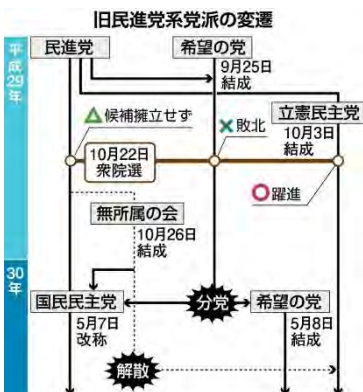 旧民進党系党派の変遷
平成29年
民進党
希望の党
9月25日
結成
立憲民主党
10月3日
結成
△候補擁立せず
×敗北
10月22日
衆院選
○躍進
無所属の会
10月26日
結成
30年
国民民主党
5月7日
改称
分党
希望の党
5月8日
結成
解散